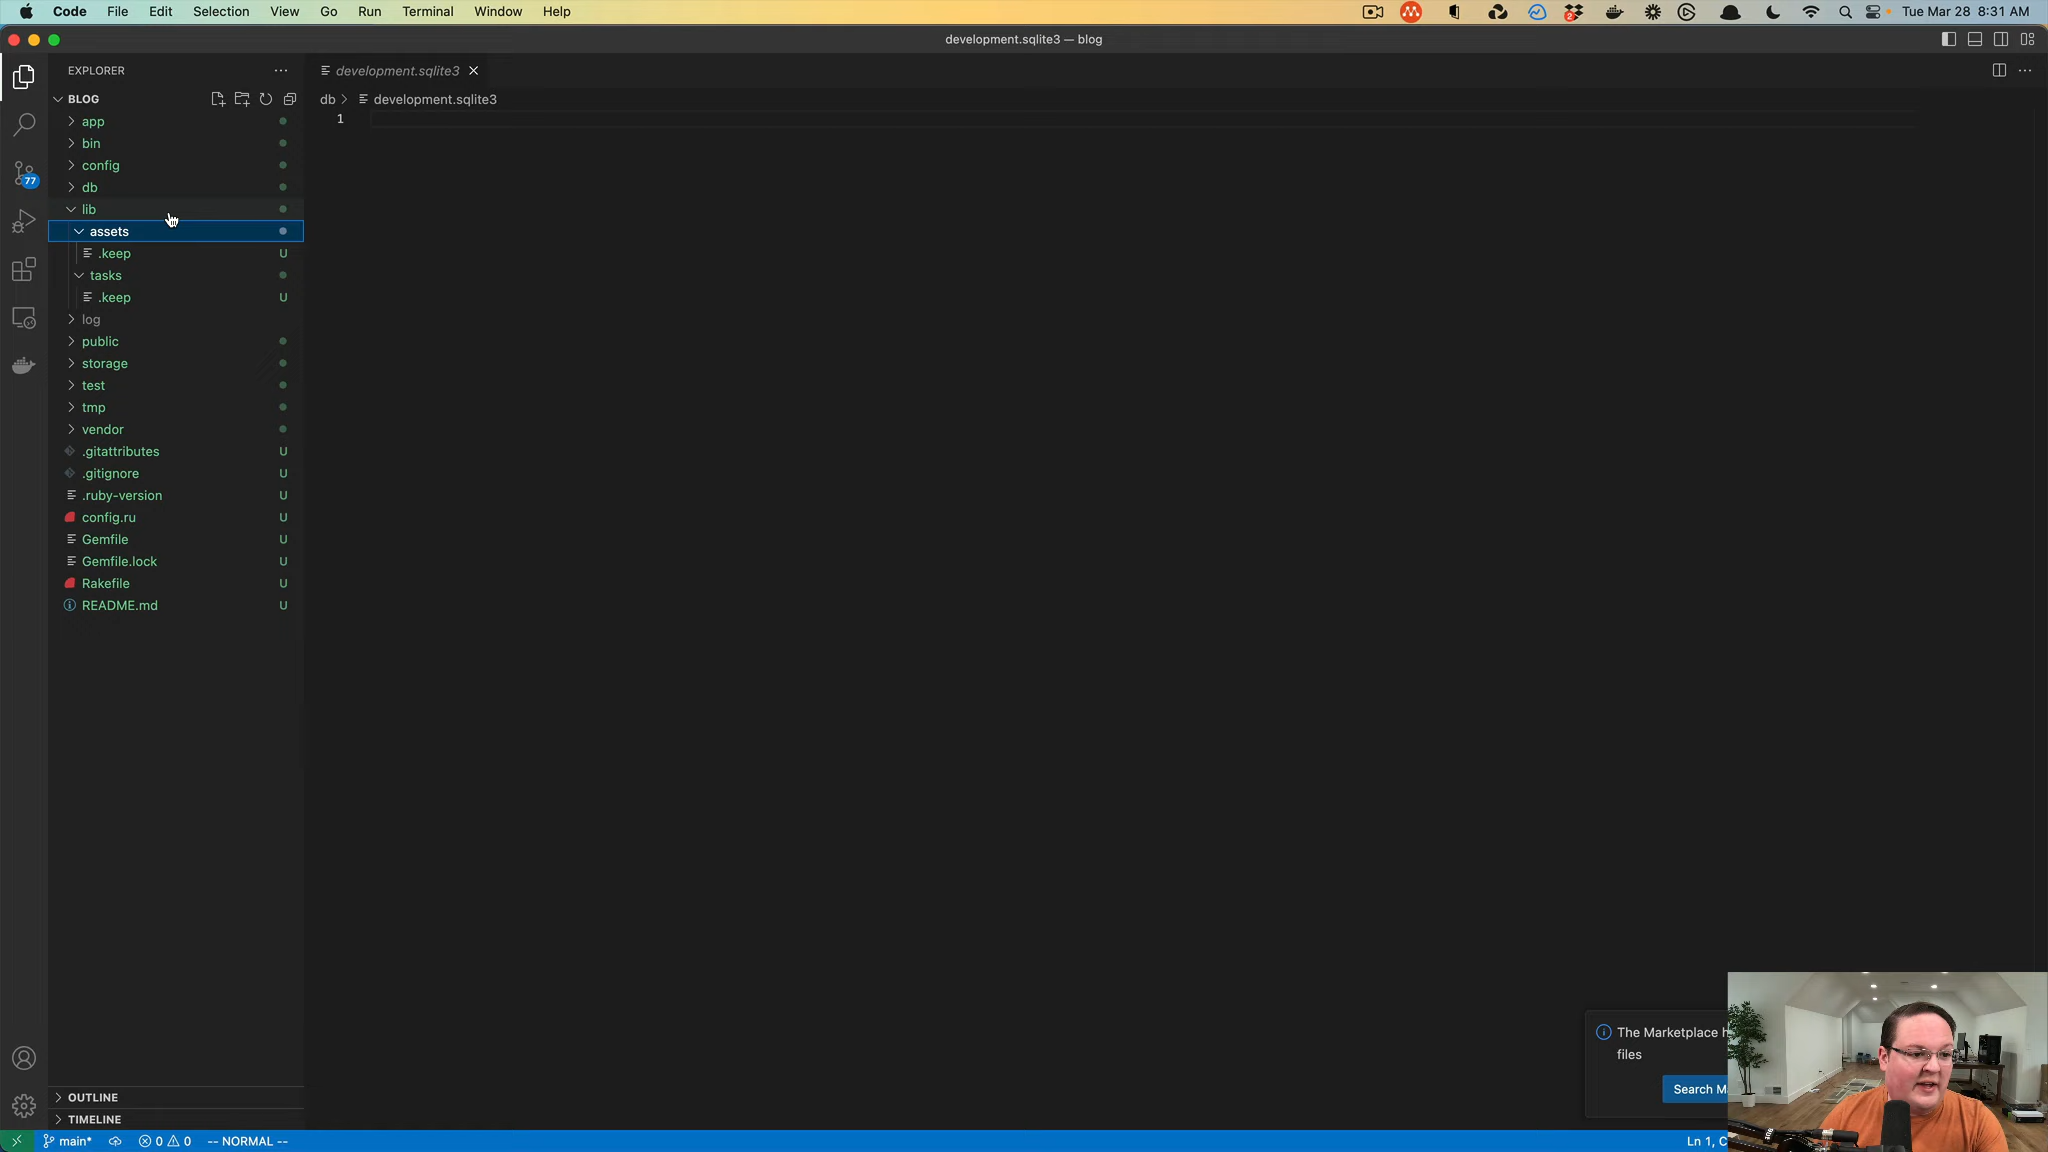 Code File Edit Selection View Go Run Terminal Window Help
2
Tue Mar 28 8:31 AM
development.sqlite3 — blog
EXPLORER
development.sqlite3
BLOG
db
development.sqlite3
1
app
bin
config
77
db
lib
assets
.keep U
tasks
.keep U
log
public
storage
test
tmp
vendor
.gitattributes U
.gitignore U
.ruby-version U
config.ru U
Gemfile U
Gemfile.lock U
Rakefile U
README.md U
The Marketplace h
files
Search M
OUTLINE
TIMELINE
main* 0 0 -- NORMAL --
Ln 1, C